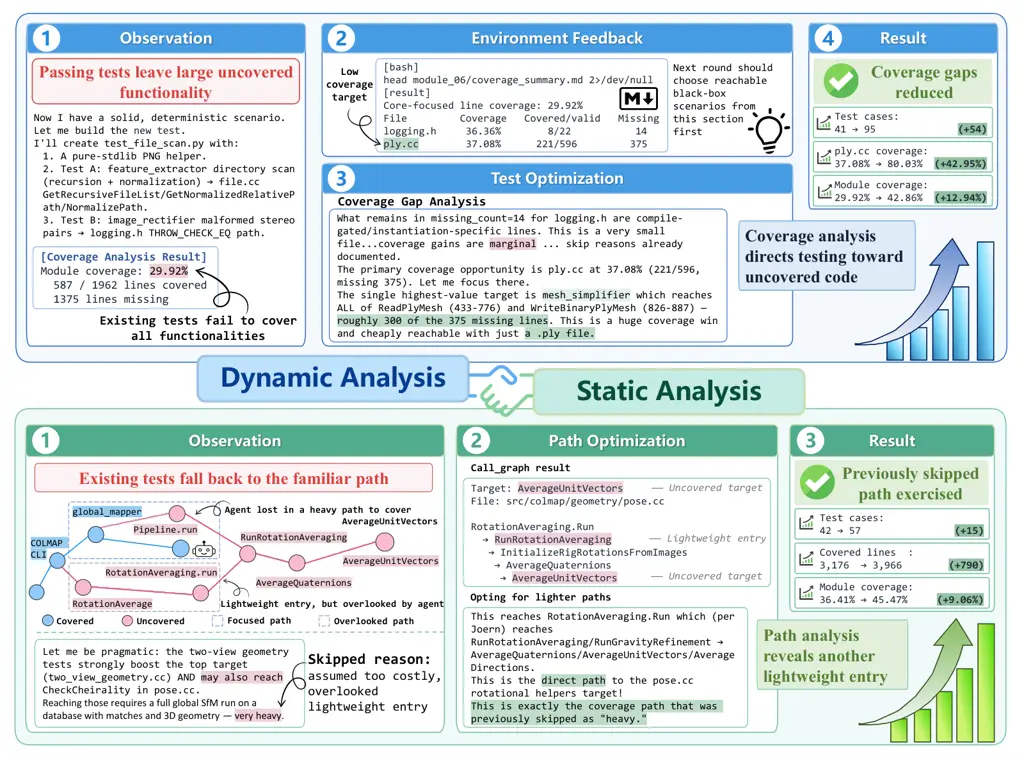 1 Observation
Passing tests leave large uncovered
functionality
Now I have a solid, deterministic scenario.
Let me build the new test.
I'll create test_file_scan.py with:
1. A pure-stdlib PNG helper.
2. Test A: feature_extractor directory scan
(recursion + normalization) → file.cc
GetRecursiveFileList/GetNormalizedRelativeP
ath/NormalizePath.
3. Test B: image_rectifier malformed stereo
pairs → logging.h THROW_CHECK_EQ path.
[Coverage Analysis Result]
Module coverage: 29.92%
587 / 1962 lines covered
1375 lines missing
Existing tests fail to cover
all functionalities
2 Environment Feedback
Low
coverage
target
[bash]
head module_06/coverage_summary.md 2>/dev/null
[result]
Core-focused line coverage: 29.92%
File Coverage Covered/valid Missing
logging.h 36.36% 8/22 14
ply.cc 37.08% 221/596 375
M
Next round should
choose reachable
black-box
scenarios from
this section
first
3 Test Optimization
Coverage Gap Analysis
What remains in missing_count=14 for logging.h are compile-
gated/instantiation-specific lines. This is a very small
file...coverage gains are marginal ... skip reasons already
documented.
The primary coverage opportunity is ply.cc at 37.08% (221/596,
missing 375). Let me focus there.
The single highest-value target is mesh_simplifier which reaches
ALL of ReadPlyMesh (433-776) and WriteBinaryPlyMesh (826-887) —
roughly 300 of the 375 missing lines. This is a huge coverage win
and cheaply reachable with just a .ply file.
4 Result
Coverage gaps
reduced
Test cases:
41 → 95 (+54)
ply.cc coverage:
37.08% → 80.03% (+42.95%)
Module coverage:
29.92% → 42.86% (+12.94%)
Coverage analysis
directs testing toward
uncovered code
Dynamic Analysis
Static Analysis
1 Observation
Existing tests fall back to the familiar path
global_mapper
Agent lost in a heavy path to cover
AverageUnitVectors
Pipeline.run
COLMAP
CLI
RunRotationAveraging
RotationAveraging.run
AverageUnitVectors
AverageQuaternions
RotationAverage
Lightweight entry, but overlooked by agent
Covered Uncovered Focused path Overlooked path
Let me be pragmatic: the two-view geometry
tests strongly boost the top target
(two_view_geometry.cc) AND may also reach
CheckCheirality in pose.cc.
Reaching those requires a full global SfM run on a
database with matches and 3D geometry — very heavy.
Skipped reason:
assumed too costly,
overlooked
lightweight entry
2 Path Optimization
Call_graph result
Target: AverageUnitVectors —— Uncovered target
File: src/colmap/geometry/pose.cc
RotationAveraging.Run
→ RunRotationAveraging —— Lightweight entry
→ InitializeRigRotationsFromImages
→ AverageQuaternions
→ AverageUnitVectors —— Uncovered target
Opting for lighter paths
This reaches RotationAveraging.Run which (per
Joern) reaches
RunRotationAveraging/RunGravityRefinement →
AverageQuaternions/AverageUnitVectors/Average
Directions.
This is the direct path to the pose.cc
rotational helpers target!
This is exactly the coverage path that was
previously skipped as "heavy."
3 Result
Previously skipped
path exercised
Test cases:
42 → 57 (+15)
Covered lines :
3,176 → 3,966 (+790)
Module coverage:
36.41% → 45.47% (+9.06%)
Path analysis
reveals another
lightweight entry